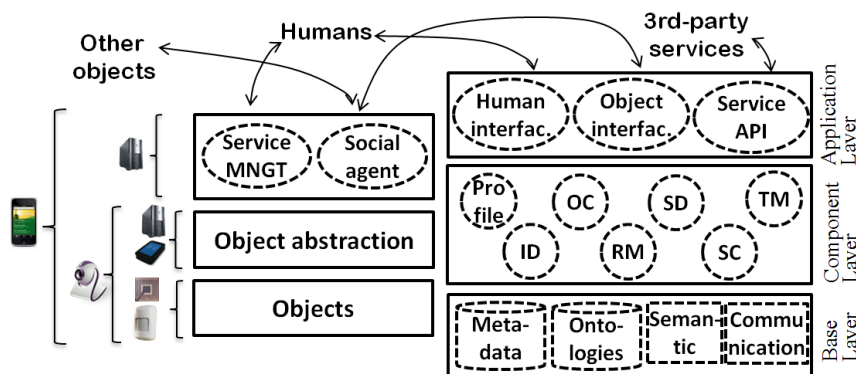 Other
objects
Humans
3rd-party
services
Service
MNGT
Social
agent
Object abstraction
Objects
Human
interfac.
Object
interfac.
Service
API
Application
Layer
Pro
file
OC
SD
TM
ID
RM
SC
Component
Layer
Meta-
data
Onto-
logies
Seman-
tic
Commu
nication
Base
Layer